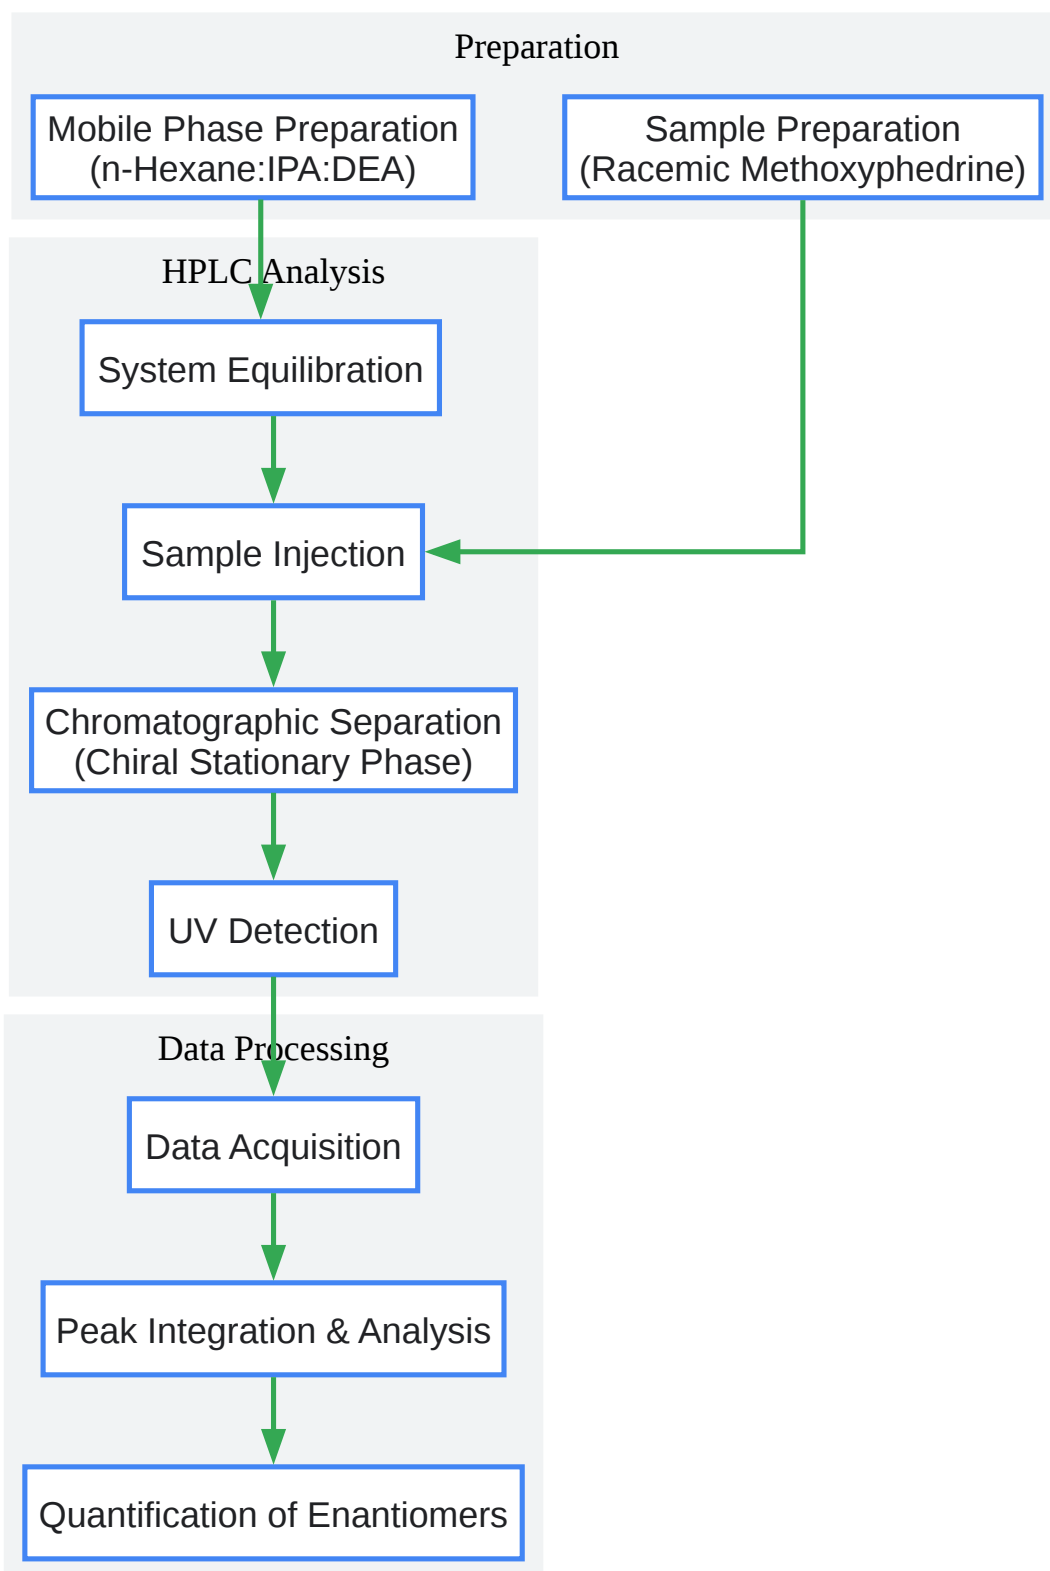 Preparation
Mobile Phase Preparation
(n-Hexane:IPA:DEA)
Sample Preparation
(Racemic Methoxyphedrine)
HPLC Analysis
System Equilibration
Sample Injection
Chromatographic Separation
(Chiral Stationary Phase)
UV Detection
Data Processing
Data Acquisition
Peak Integration & Analysis
Quantification of Enantiomers